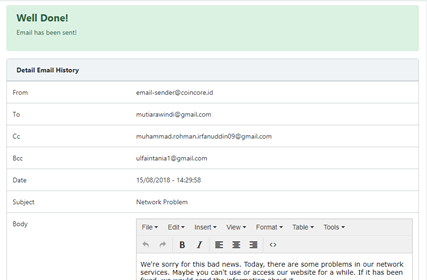 Well Done!
Email has been sent!
Detail Email History
From email-sender@coincore.id
To mutiarawindi@gmail.com
Cc muhammad.rohman.irfanuddin09@gmail.com
Bcc ulfaintania1@gmail.com
Date 15/08/2018 - 14:29:58
Subject Network Problem
Body
File Edit Insert View Format Table Tools
B I <>
We're sorry for this bad news. Today, there are some problems in our network
services. Maybe you can't use or access our website for a while. If it has been